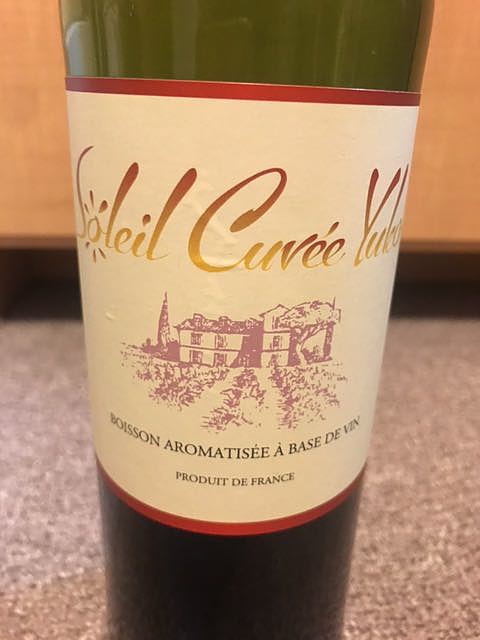 Soleil Cuvée
BOISSON AROMATISÉE À BASE DE VIN
PRODUIT DE FRANCE